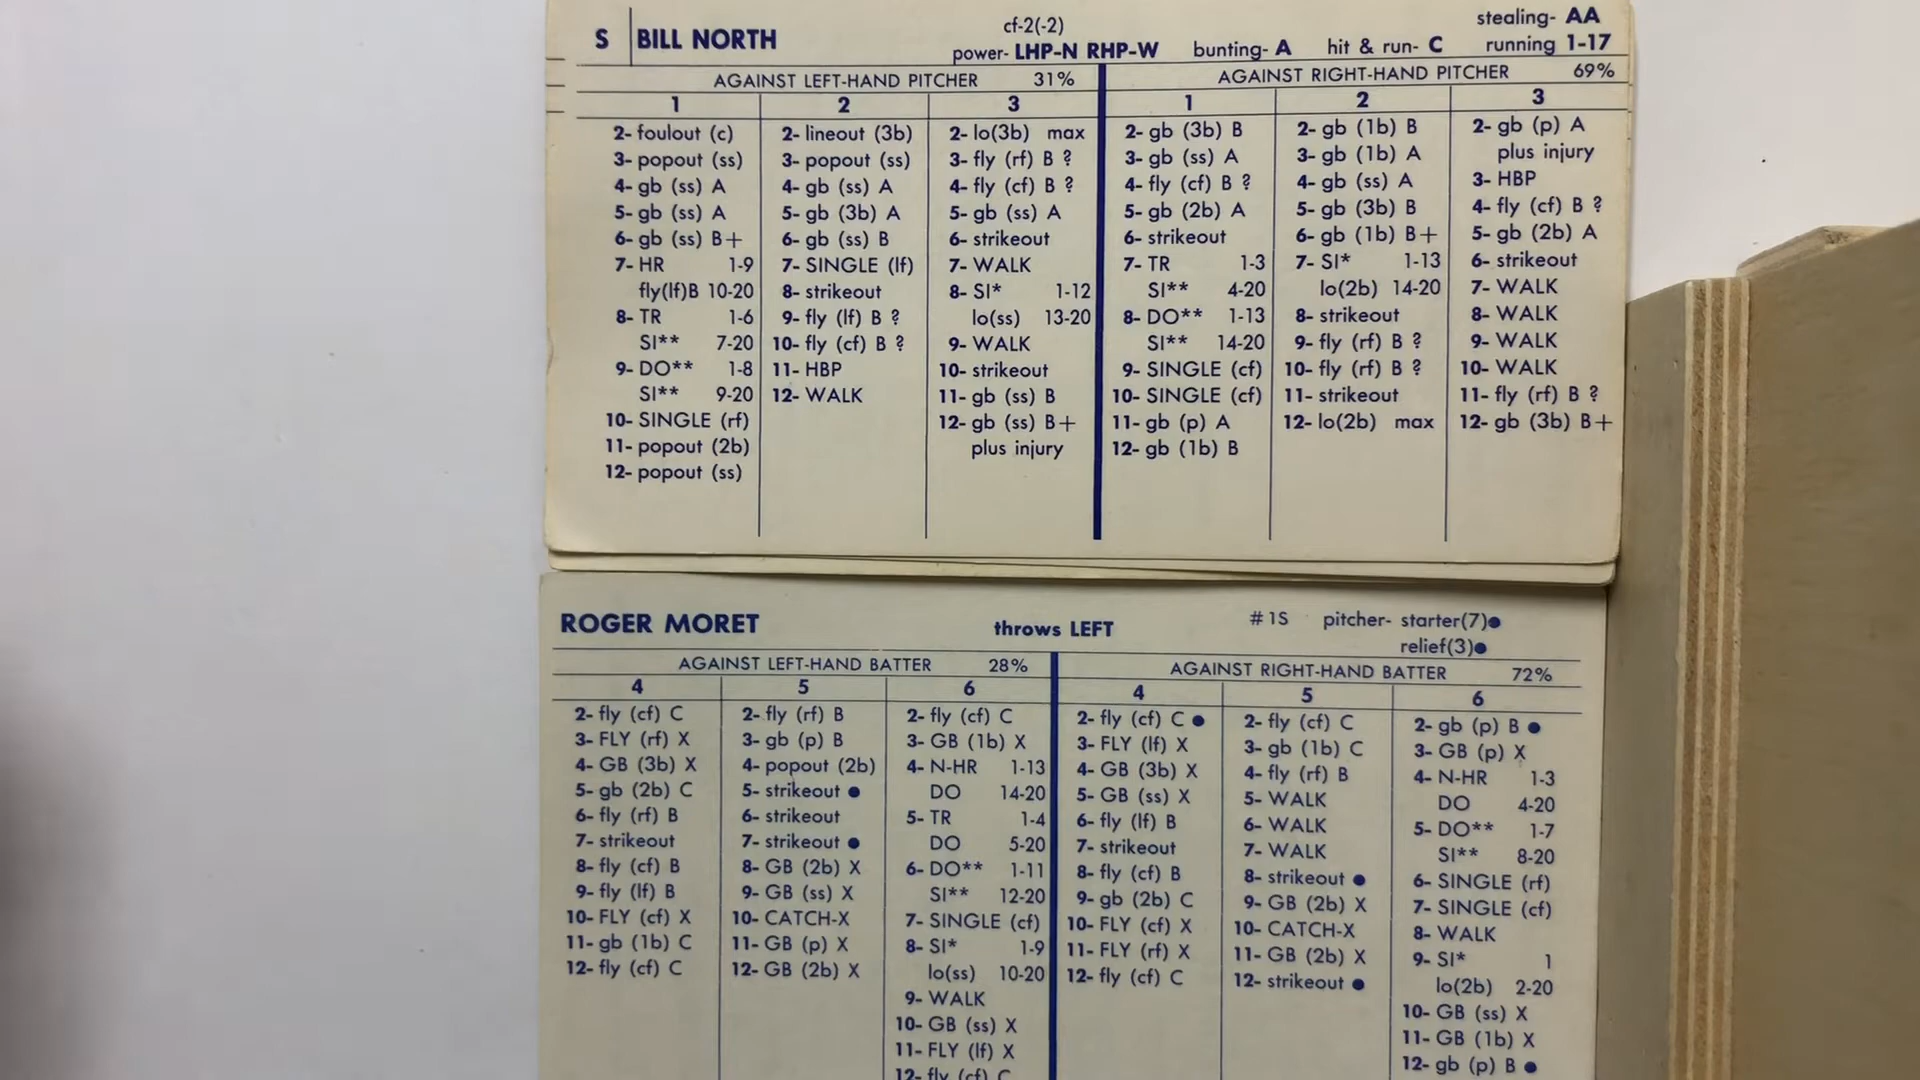 S BILL NORTH cf-2(-2) stealing- AA
power- LHP-N RHP-W bunting- A hit & run- C running 1-17
AGAINST LEFT-HAND PITCHER 31% AGAINST RIGHT-HAND PITCHER 69%
1
2- foulout (c)
3- popout (ss)
4- gb (ss) A
5- gb (ss) A
6- gb (ss) B+
7- HR 1-9
fly(lf)B 10-20
8- TR 1-6
SI** 7-20
9- DO** 1-8
SI** 9-20
10- SINGLE (rf)
11- popout (2b)
12- popout (ss)
2
2- lineout (3b)
3- popout (ss)
4- gb (ss) A
5- gb (3b) A
6- gb (ss) B
7- SINGLE (lf)
8- strikeout
9- fly (lf) B ?
10- fly (cf) B ?
11- HBP
12- WALK
3
2- lo(3b) max
3- fly (rf) B ?
4- fly (cf) B ?
5- gb (ss) A
6- strikeout
7- WALK
8- SI* 1-12
lo(ss) 13-20
9- WALK
10- strikeout
11- gb (ss) B
12- gb (ss) B+
plus injury
1
2- gb (3b) B
3- gb (ss) A
4- fly (cf) B ?
5- gb (2b) A
6- strikeout
7- TR 1-3
SI** 4-20
8- DO** 1-13
SI** 14-20
9- SINGLE (cf)
10- SINGLE (cf)
11- gb (p) A
12- gb (1b) B
2
2- gb (1b) B
3- gb (1b) A
4- gb (ss) A
5- gb (3b) B
6- gb (1b) B+
7- SI* 1-13
lo(2b) 14-20
8- strikeout
9- fly (rf) B ?
10- fly (rf) B ?
11- strikeout
12- lo(2b) max
3
2- gb (p) A
plus injury
3- HBP
4- fly (cf) B ?
5- gb (2b) A
6- strikeout
7- WALK
8- WALK
9- WALK
10- WALK
11- fly (rf) B ?
12- gb (3b) B+
ROGER MORET throws LEFT #1S pitcher- starter(7)●
relief(3)●
AGAINST LEFT-HAND BATTER 28% AGAINST RIGHT-HAND BATTER 72%
4
2- fly (cf) C
3- FLY (rf) X
4- GB (3b) X
5- gb (2b) C
6- fly (rf) B
7- strikeout
8- fly (cf) B
9- fly (lf) B
10- FLY (cf) X
11- gb (1b) C
12- fly (cf) C
5
2- fly (rf) B
3- gb (p) B
4- popout (2b)
5- strikeout ●
6- strikeout
7- strikeout ●
8- GB (2b) X
9- GB (ss) X
10- CATCH-X
11- GB (p) X
12- GB (2b) X
6
2- fly (cf) C
3- GB (1b) X
4- N-HR 1-13
DO 14-20
5- TR 1-4
DO 5-20
6- DO** 1-11
SI** 12-20
7- SINGLE (cf)
8- SI* 1-9
lo(ss) 10-20
9- WALK
10- GB (ss) X
11- FLY (lf) X
12- fly (cf) C
4
2- fly (cf) C ●
3- FLY (lf) X
4- GB (3b) X
5- GB (ss) X
6- fly (lf) B
7- strikeout
8- fly (cf) B
9- gb (2b) C
10- FLY (cf) X
11- FLY (rf) X
12- fly (cf) C
5
2- fly (cf) C
3- gb (1b) C
4- fly (rf) B
5- WALK
6- WALK
7- WALK
8- strikeout ●
9- GB (2b) X
10- CATCH-X
11- GB (2b) X
12- strikeout ●
6
2- gb (p) B ●
3- GB (p) X
4- N-HR 1-3
DO 4-20
5- DO** 1-7
SI** 8-20
6- SINGLE (rf)
7- SINGLE (cf)
8- WALK
9- SI* 1
lo(2b) 2-20
10- GB (ss) X
11- GB (1b) X
12- gb (p) B ●